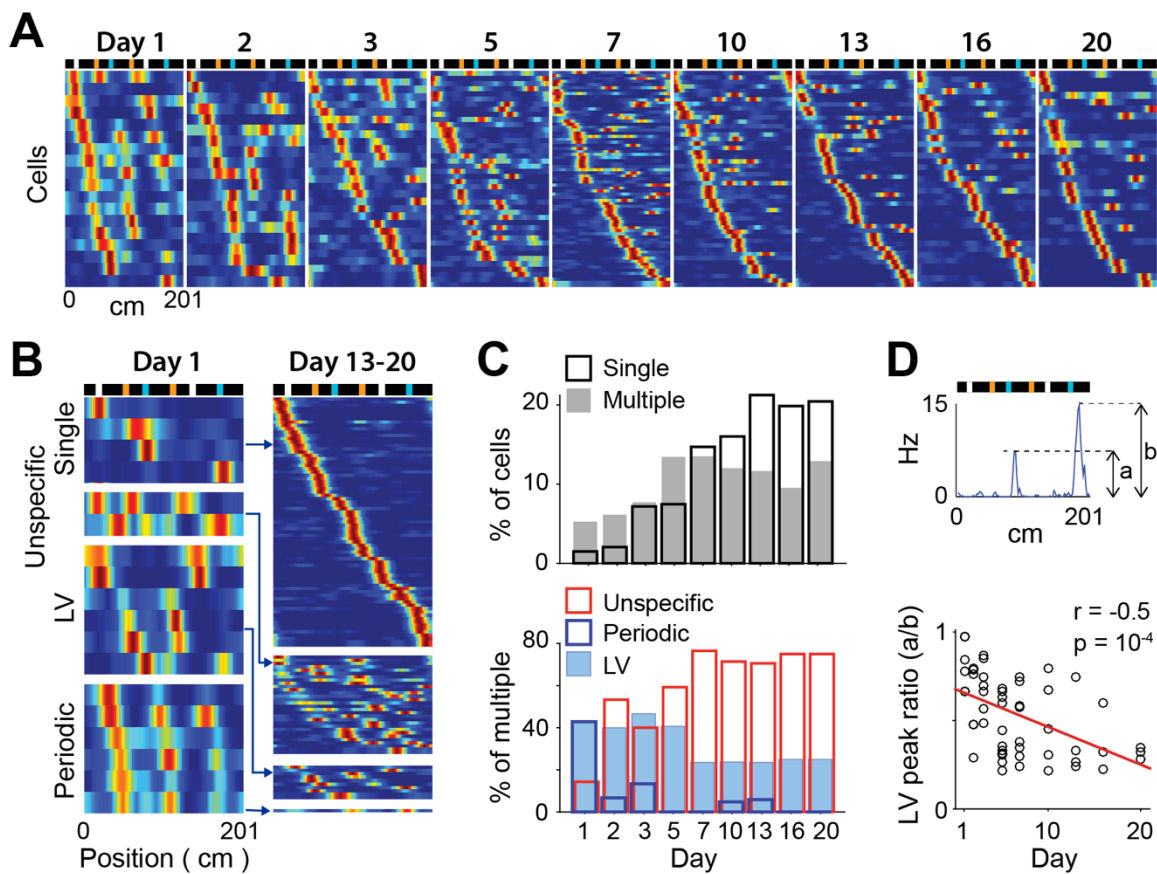 A
Day 1 2 3 5 7 10 13 16 20
Cells
0 cm 201
B
Day 1 Day 13-20
Unspecific
Single
LV
Periodic
0 201
Position ( cm )
C
Single
Multiple
% of cells
20
10
0
Unspecific
Periodic
LV
% of multiple
80
40
0
1 2 3 5 7 10 13 16 20
Day
D
15
Hz
0
a
b
0 201
cm
r = -0.5
p = 10⁻⁴
LV peak ratio (a/b)
1
0
1 10 20
Day